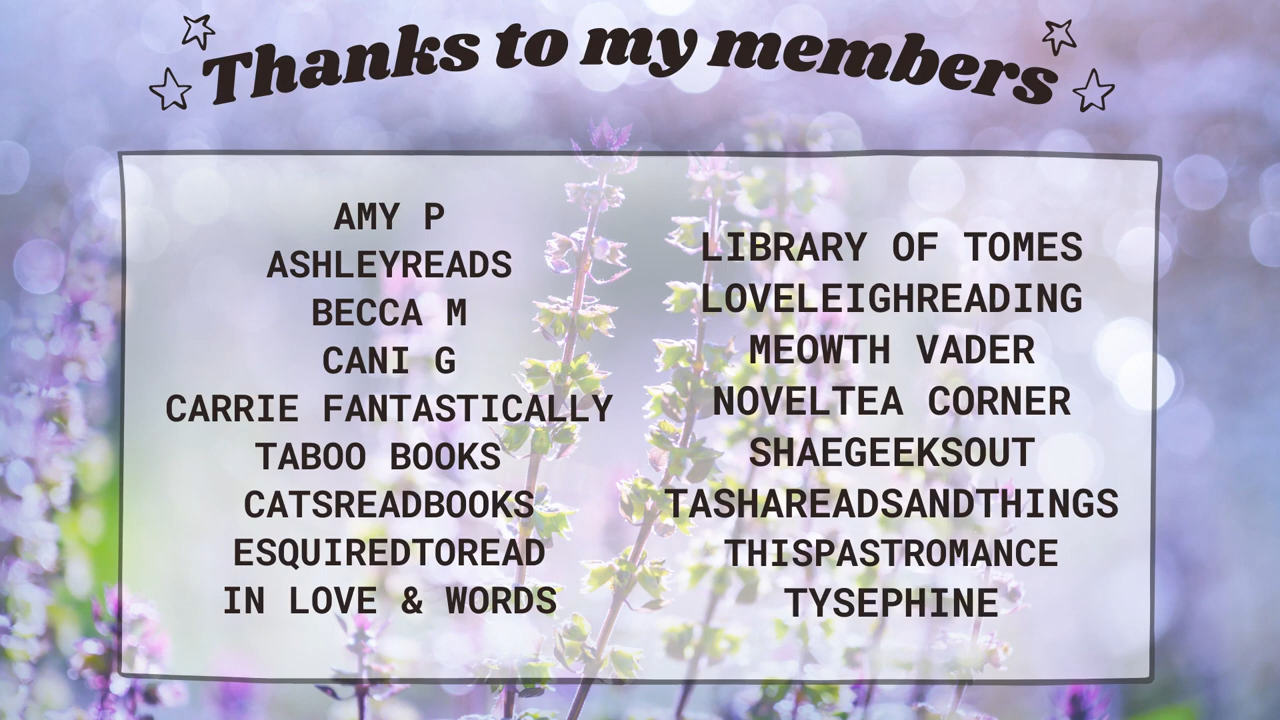 Thanks to my members
AMY P
ASHLEYREADS
BECCA M
CANI G
CARRIE FANTASTICALLY
TABOO BOOKS
CATSREADBOOKS
ESQUIREDTOREAD
IN LOVE & WORDS
LIBRARY OF TOMES
LOVELEIGHREADING
MEOWTH VADER
NOVELTEA CORNER
SHAEGEEKSOUT
TASHAREADSANDTHINGS
THISPASTROMANCE
TYSEPHINE